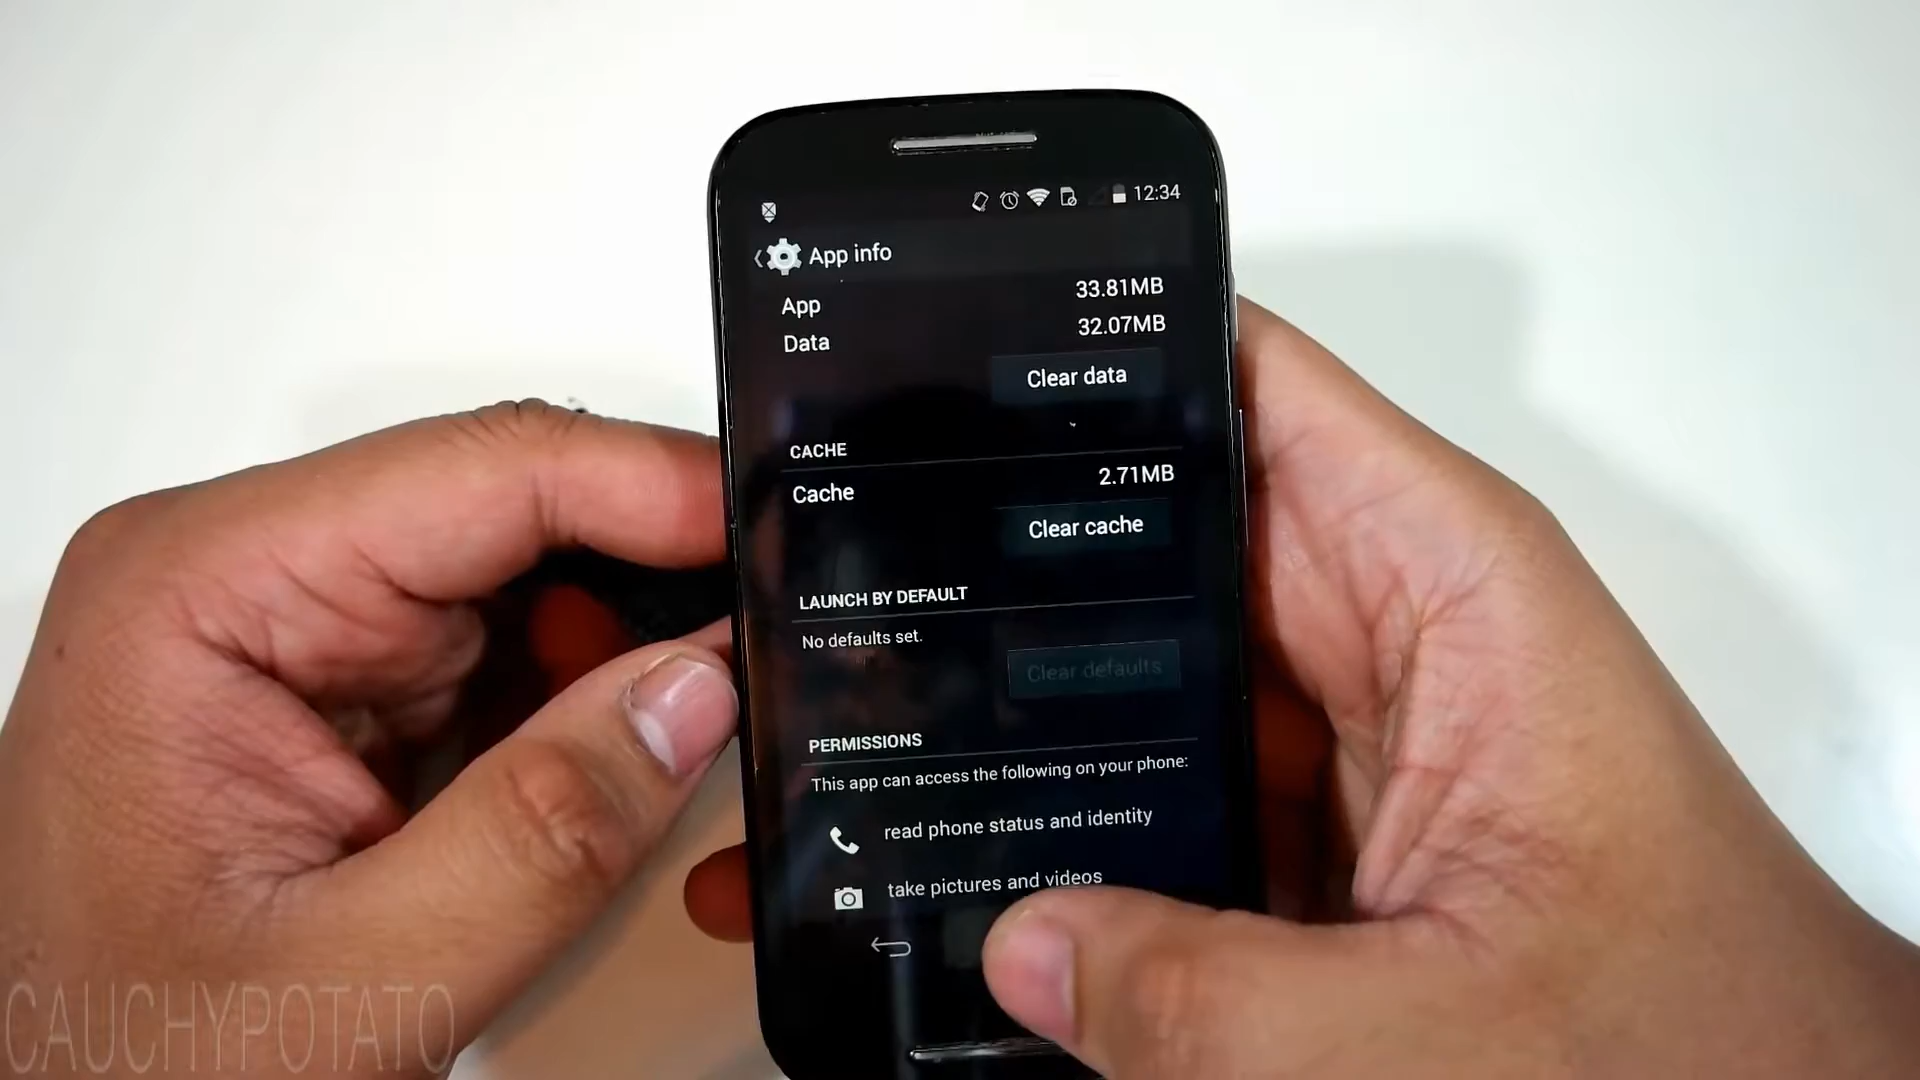 12:34
App info
App 33.81MB
Data 32.07MB
Clear data
CACHE
Cache 2.71MB
Clear cache
LAUNCH BY DEFAULT
No defaults set.
Clear defaults
PERMISSIONS
This app can access the following on your phone:
read phone status and identity
take pictures and videos
CAUCHYPOTATO